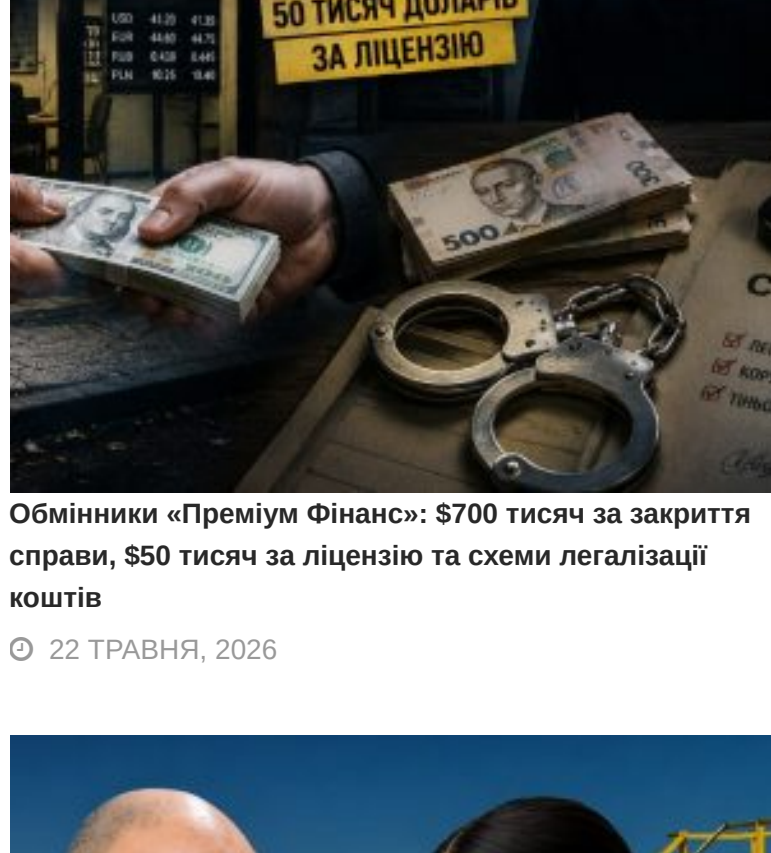 50 ТИСЯЧ ДОЛАРІВ
ЗА ЛІЦЕНЗІЮ
USD 41.20 41.35
EUR 44.60 44.75
PLN
500
Обмінники «Преміум Фінанс»: $700 тисяч за закриття
справи, $50 тисяч за ліцензію та схеми легалізації
коштів
22 ТРАВНЯ, 2026